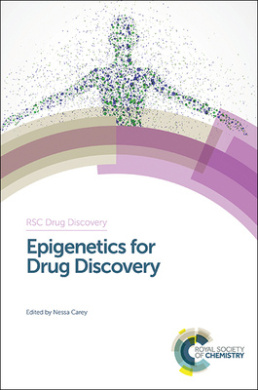 RSC Drug Discovery
Epigenetics for
Drug Discovery
Edited by Nessa Carey
ROYAL SOCIETY
OF CHEMISTRY